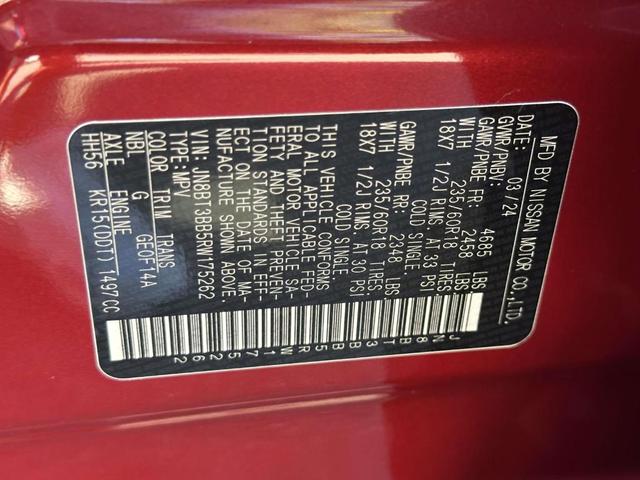 MFD BY NISSAN MOTOR CO.,LTD.
DATE: 03/24
GVWR/PNBV: 4685 LBS
GAWR/PNBE FR: 2458 LBS
WITH 235/60R18 TIRES
18X7 1/2J RIMS AT 33 PSI
COLD SINGLE
GAWR/PNBE RR: 2348 LBS
WITH 235/60R18 TIRES
18X7 1/2J RIMS AT 30 PSI
COLD SINGLE
THIS VEHICLE CONFORMS
TO ALL APPLICABLE FED-
ERAL MOTOR VEHICLE SA-
FETY AND THEFT PREVEN-
TION STANDARDS IN EFF-
ECT ON THE DATE OF MA-
NUFACTURE SHOWN ABOVE.
VIN: JN8BT3BB5RW175262
TYPE: MPV
COLOR TRIM TRANS
NBL G GE0F14A
AXLE ENGINE
HH56 KR15(DDT) 1497CC
JN8BT3BB5RW175262